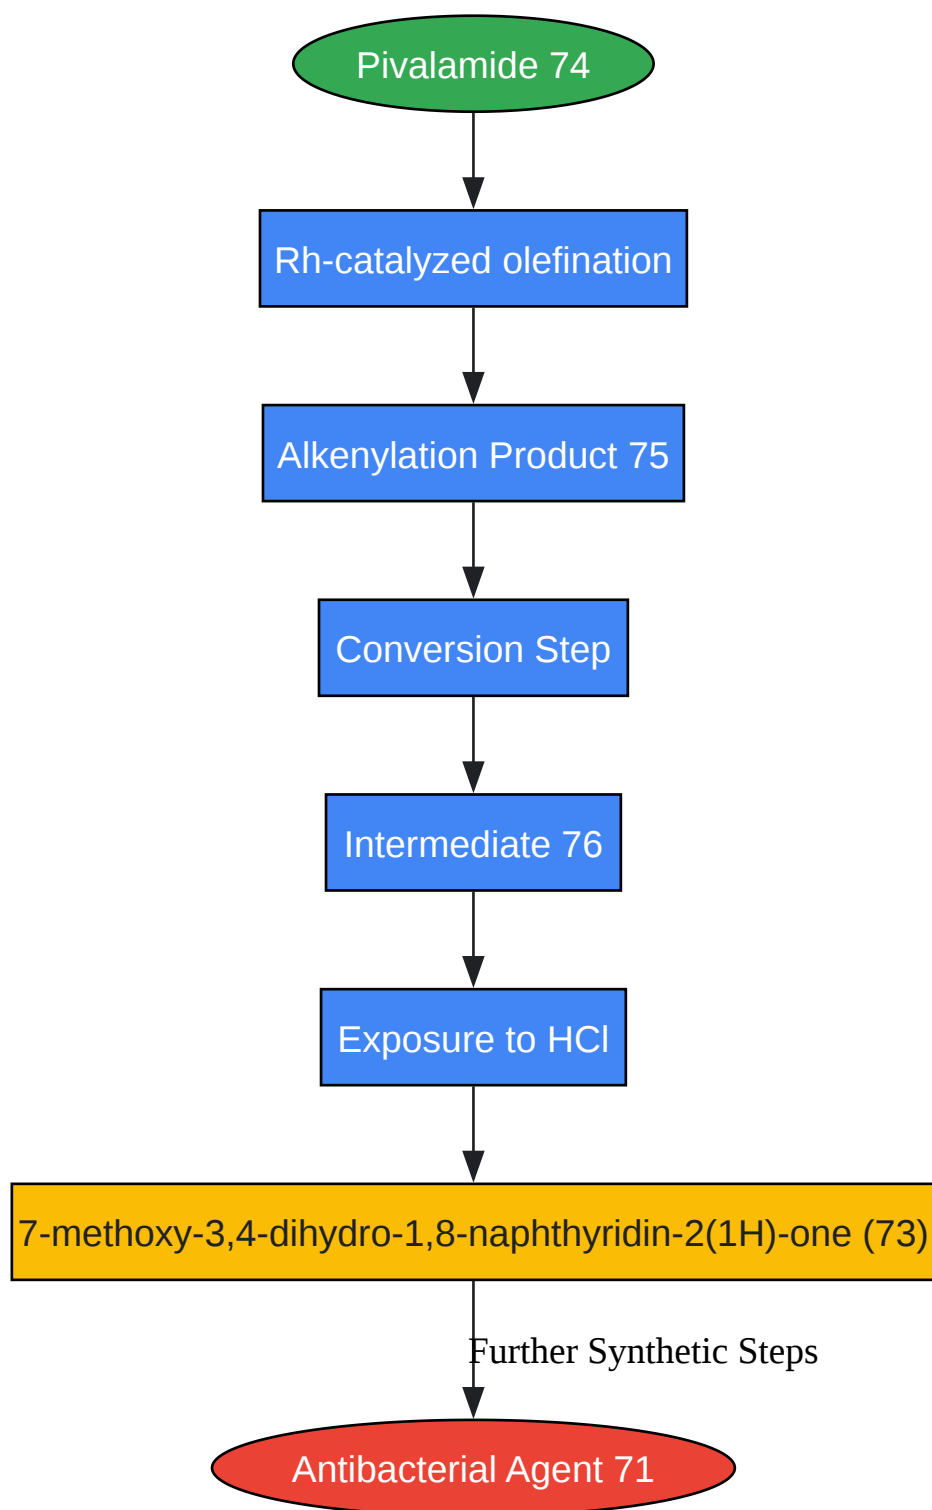 Pivalamide 74
Rh-catalyzed olefination
Alkenylation Product 75
Conversion Step
Intermediate 76
Exposure to HCl
7-methoxy-3,4-dihydro-1,8-naphthyridin-2(1H)-one (73)
Further Synthetic Steps
Antibacterial Agent 71